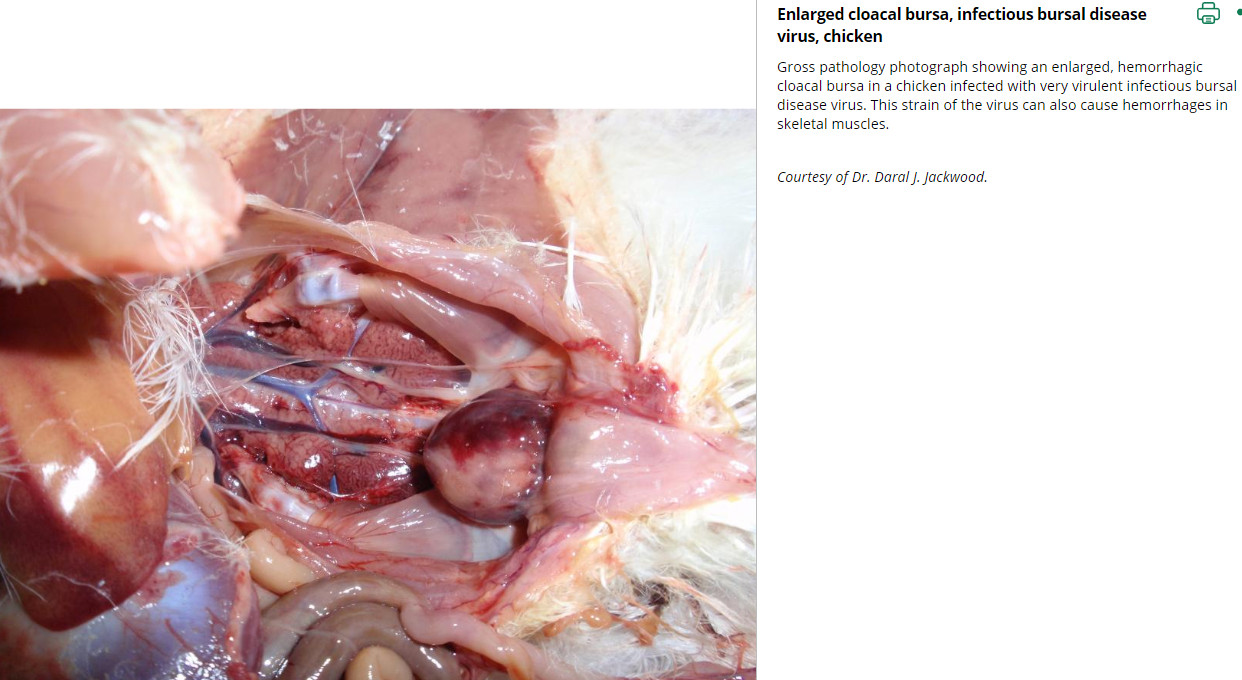 Enlarged cloacal bursa, infectious bursal disease
virus, chicken
Gross pathology photograph showing an enlarged, hemorrhagic
cloacal bursa in a chicken infected with very virulent infectious bursal
disease virus. This strain of the virus can also cause hemorrhages in
skeletal muscles.
Courtesy of Dr. Daral J. Jackwood.